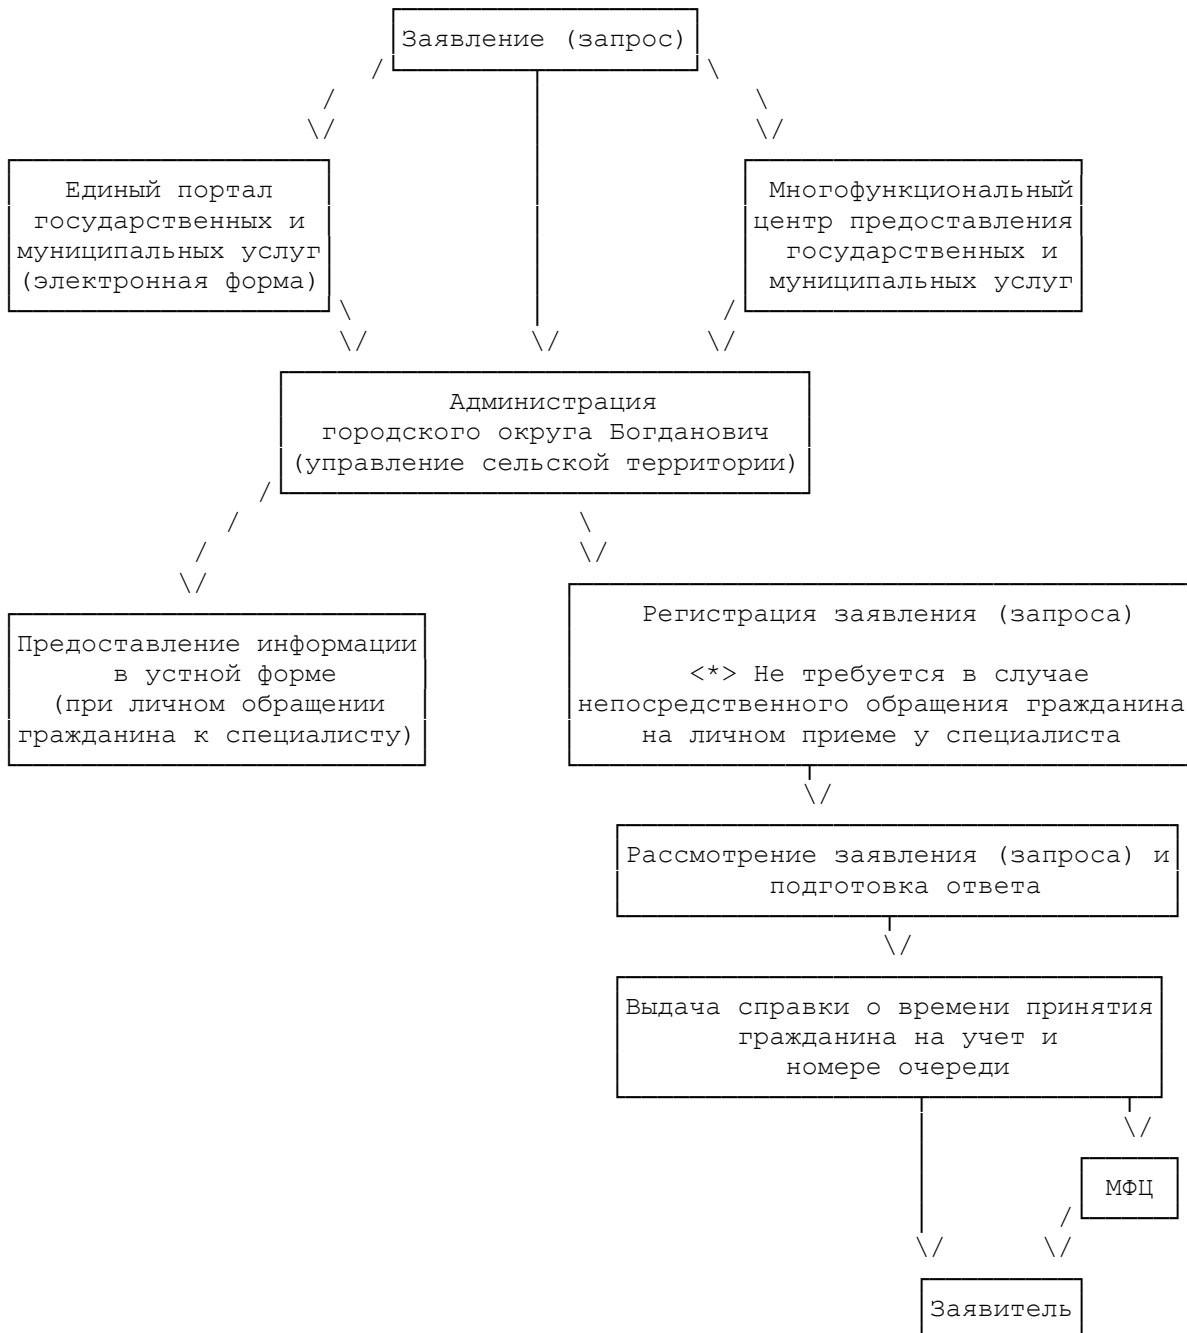 Заявление (запрос)
Единый портал
государственных и
муниципальных услуг
(электронная форма)
Многофункциональный
центр предоставления
государственных и
муниципальных услуг
Администрация
городского округа Богданович
(управление сельской территории)
Предоставление информации
в устной форме
(при личном обращении
гражданина к специалисту)
Регистрация заявления (запроса)
<*> Не требуется в случае
непосредственного обращения гражданина
на личном приеме у специалиста
Рассмотрение заявления (запроса) и
подготовка ответа
Выдача справки о времени принятия
гражданина на учет и
номере очереди
МФЦ
Заявитель